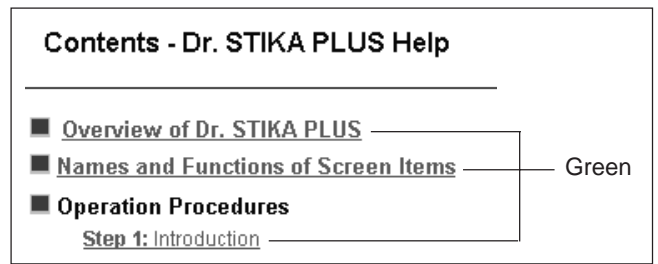 Contents - Dr. STIKA PLUS Help
Overview of Dr. STIKA PLUS
Names and Functions of Screen Items
Green
Operation Procedures
Step 1: Introduction